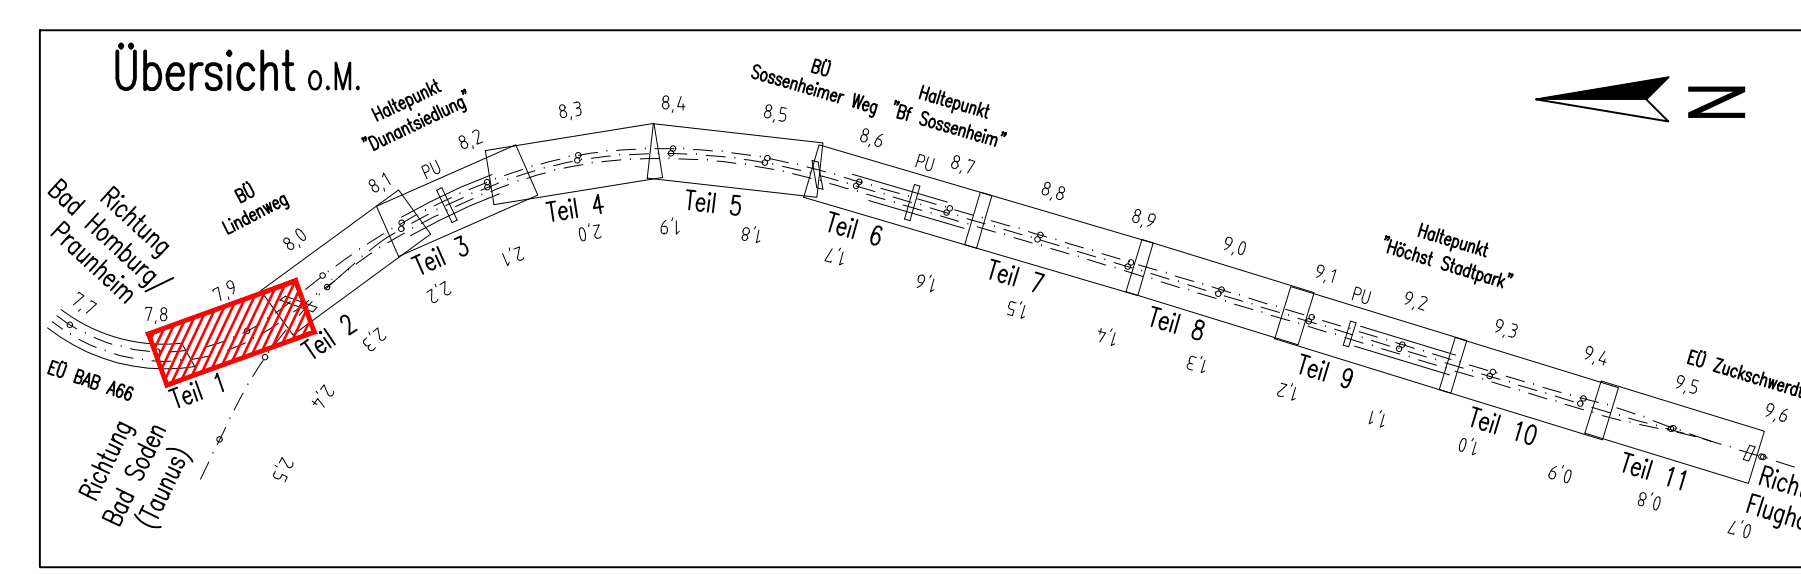 Übersicht o.M.
Richtung
Bad Homburg/
Praunheim
BÜ
Lindenweg
Haltepunkt
"Dunantsiedlung"
BÜ
Sossenheimer Weg
Haltepunkt
"Bf Sossenheim"
Haltepunkt
"Höchst Stadtpark"
EÜ Zuckschwerdt
N
7,7
7,8
7,9
8,0
8,1
PU
8,2
8,3
8,4
8,5
8,6
PU
8,7
8,8
8,9
9,0
9,1
PU
9,2
9,3
9,4
9,5
9,6
EÜ BAB A66
Teil 1
Teil 2
Teil 3
Teil 4
Teil 5
Teil 6
Teil 7
Teil 8
Teil 9
Teil 10
Teil 11
Richtung
Bad Soden
(Taunus)
2,5
2,4
2,3
2,2
2,1
2,0
1,9
1,8
1,7
1,6
1,5
1,4
1,3
1,2
1,1
1,0
0,9
0,8
0,7
Richt
Flugha